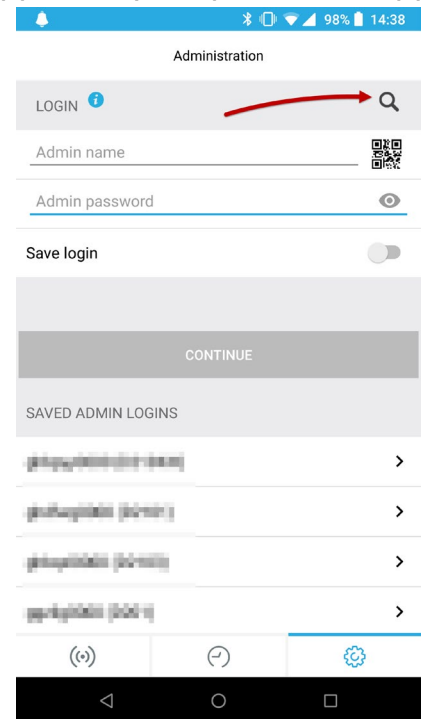 98% 14:38
Administration
LOGIN i
Admin name
Admin password
Save login
CONTINUE
SAVED ADMIN LOGINS